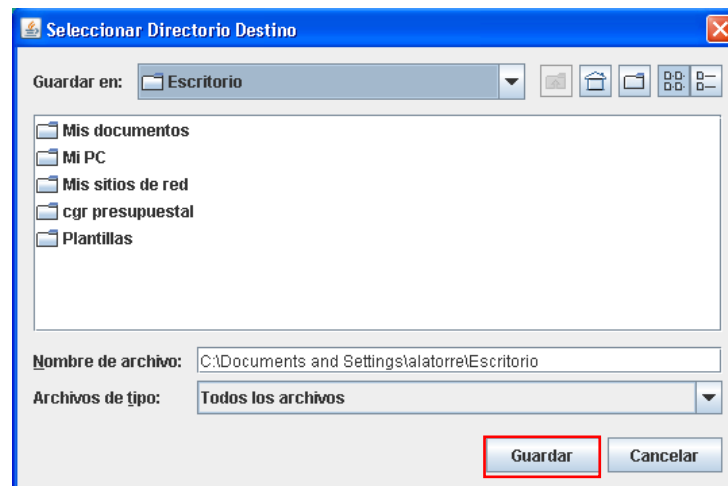 Seleccionar Directorio Destino
Guardar en: Escritorio
Mis documentos
Mi PC
Mis sitios de red
cgr presupuestal
Plantillas
Nombre de archivo: C:\Documents and Settings\alatorre\Escritorio
Archivos de tipo: Todos los archivos
Guardar Cancelar